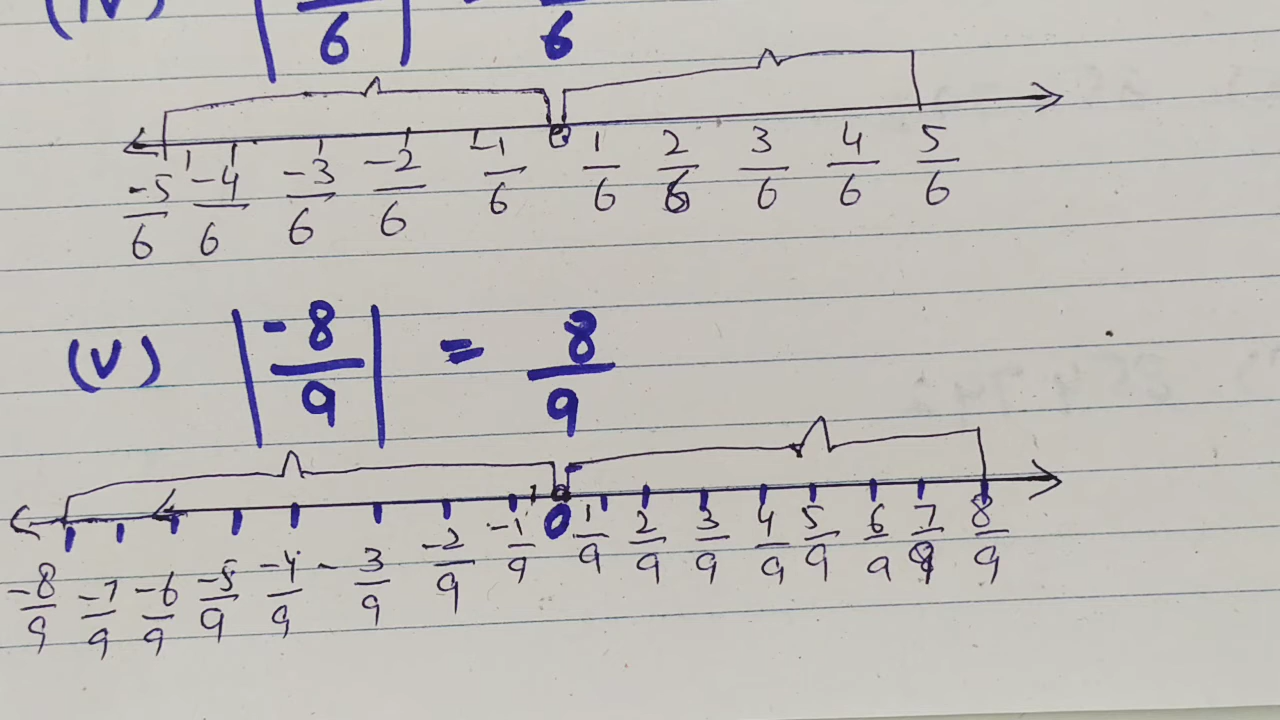 (IV) | /6 | 6
-5/6 -4/6 -3/6 -2/6 -1/6 0 1/6 2/6 3/6 4/6 5/6
(V) |-8/9| = 8/9
-8/9 -7/9 -6/9 -5/9 -4/9 -3/9 -2/9 -1/9 0 1/9 2/9 3/9 4/9 5/9 6/9 7/9 8/9